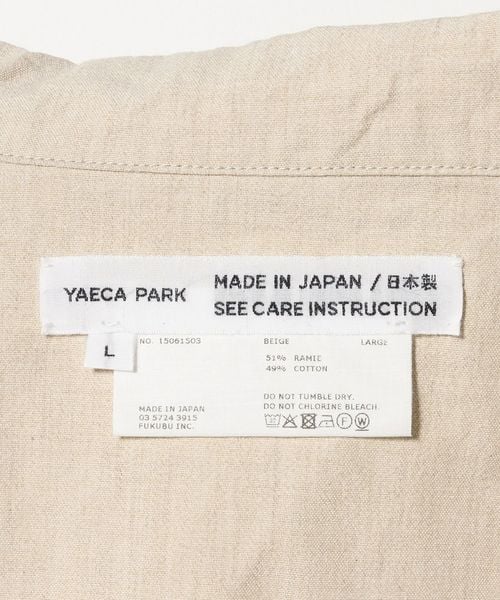 YAECA PARK
MADE IN JAPAN / 日本製
SEE CARE INSTRUCTION
L
NO. 15061503 BEIGE LARGE
51% RAMIE
49% COTTON
MADE IN JAPAN
03 5724 3915
FUKUBU INC.
DO NOT TUMBLE DRY.
DO NOT CHLORINE BLEACH.